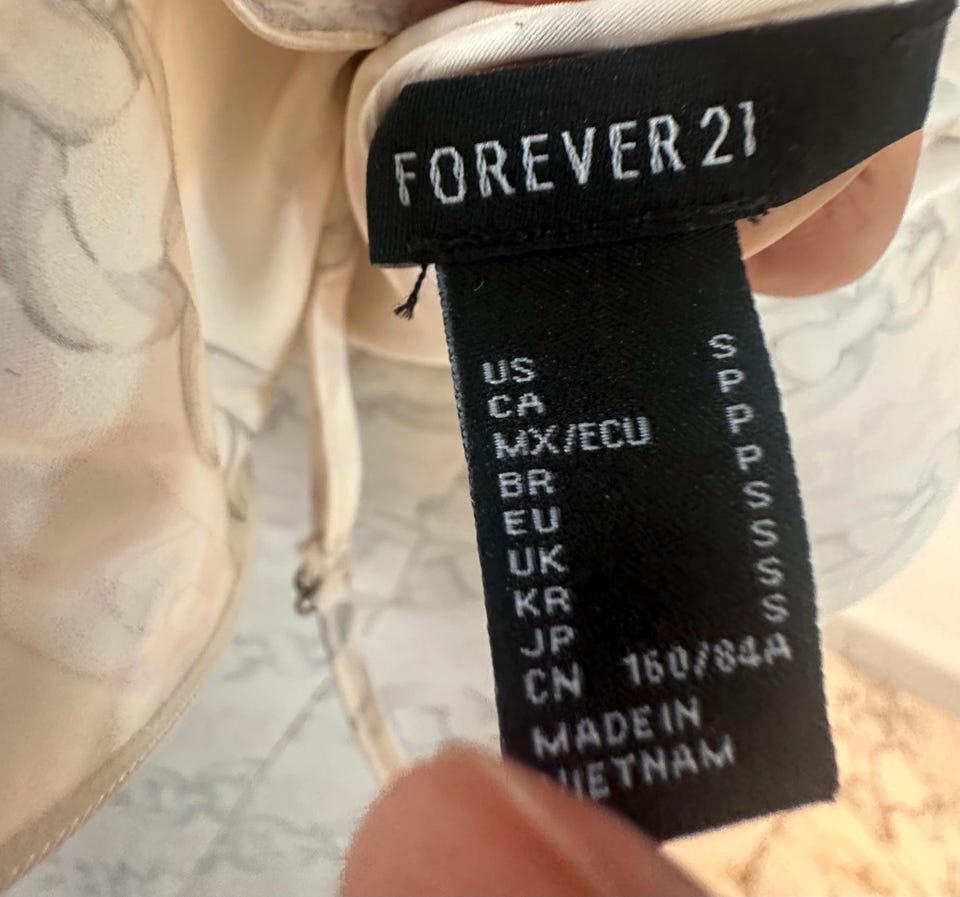 FOREVER 21
US S
CA P
MX/ECU P
BR P
EU S
UK S
KR S
JP S
CN 160/84A
MADE IN
VIETNAM